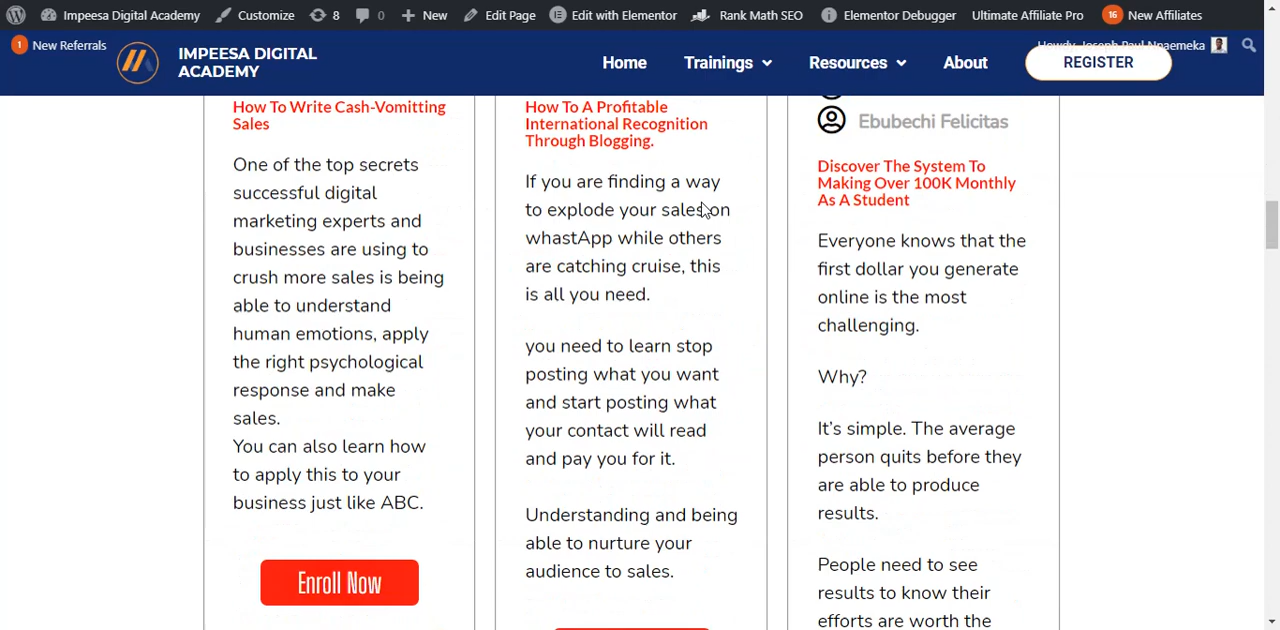 Impeesa Digital Academy Customize 8 0 New Edit Page Edit with Elementor Rank Math SEO Elementor Debugger Ultimate Affiliate Pro 16 New Affiliates
1 New Referrals Howdy, Joseph Paul Nnaemeka
IMPEESA DIGITAL
ACADEMY
Home Trainings Resources About REGISTER
How To Write Cash-Vomitting
Sales
One of the top secrets
successful digital
marketing experts and
businesses are using to
crush more sales is being
able to understand
human emotions, apply
the right psychological
response and make
sales.
You can also learn how
to apply this to your
business just like ABC.
Enroll Now
How To A Profitable
International Recognition
Through Blogging.
If you are finding a way
to explode your sales on
whastApp while others
are catching cruise, this
is all you need.
you need to learn stop
posting what you want
and start posting what
your contact will read
and pay you for it.
Understanding and being
able to nurture your
audience to sales.
Ebubechi Felicitas
Discover The System To
Making Over 100K Monthly
As A Student
Everyone knows that the
first dollar you generate
online is the most
challenging.
Why?
It's simple. The average
person quits before they
are able to produce
results.
People need to see
results to know their
efforts are worth the